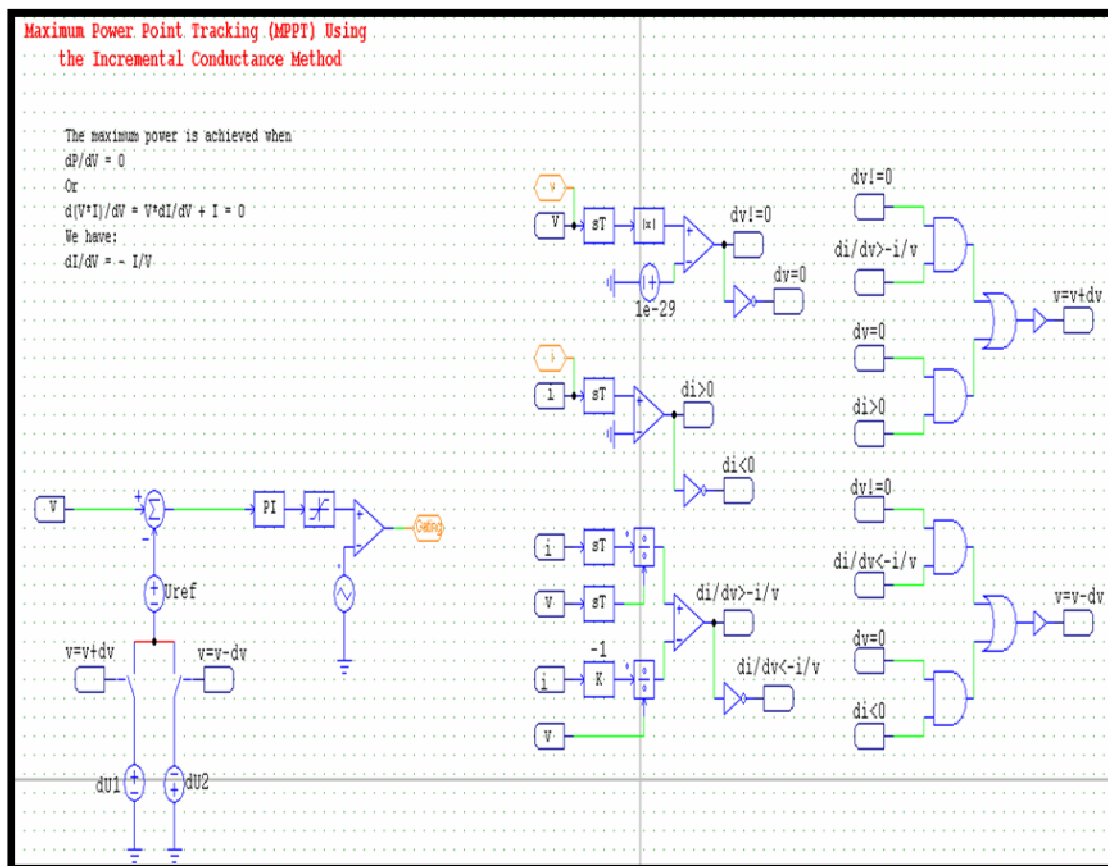 Maximum Power Point Tracking (MPPT) Using
the Incremental Conductance Method
The maximum power is achieved when
dP/dV = 0
Or
d(V*I)/dV = V*dI/dV + I = 0
We have:
dI/dV = - I/V
v
V
sT
|x|
dv!=0
dv=0
1e-29
i
sT
di>0
di<0
dv!=0
di/dv>-i/v
v=v+dv
dv=0
di>0
V
Σ
PI
Gating
Uref
v=v+dv
v=v-dv
dU1
dU2
i
sT
v
sT
di/dv>-i/v
-1
i
K
di/dv<-i/v
v
dv!=0
di/dv<-i/v
v=v-dv
dv=0
di<0